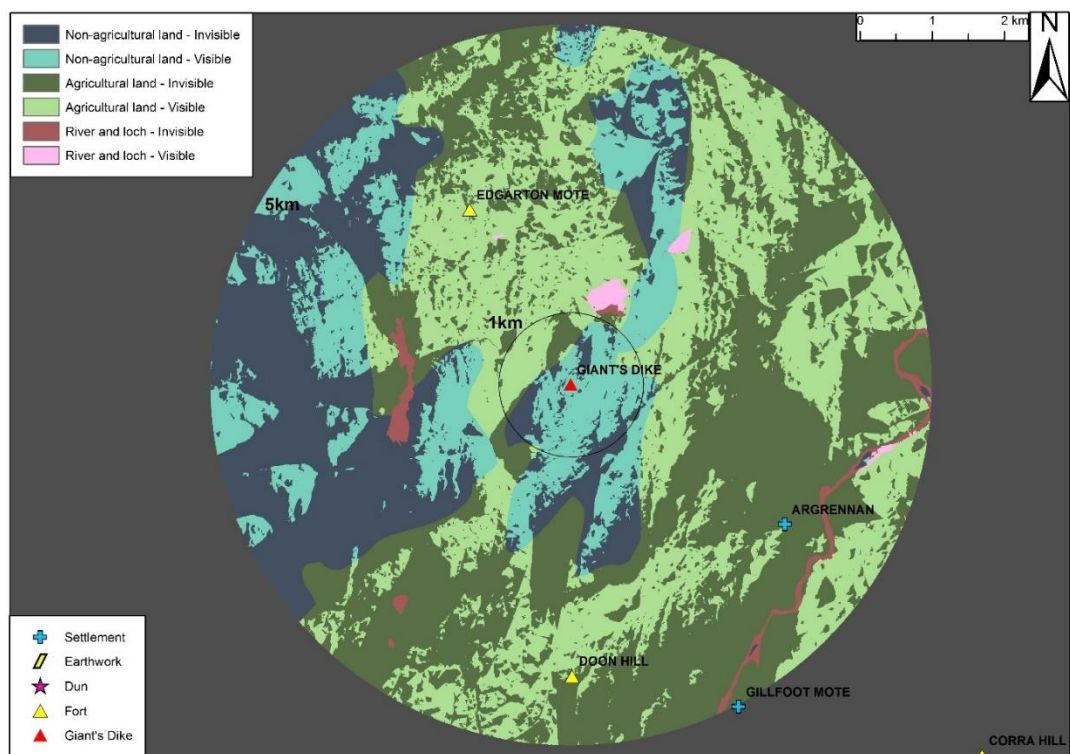 Non-agricultural land - Invisible
Non-agricultural land - Visible
Agricultural land - Invisible
Agricultural land - Visible
River and loch - Invisible
River and loch - Visible
0 1 2 km
N
5km
EDGARTON MOTE
1km
GIANT'S DIKE
ARGRENNAN
DOON HILL
GILLFOOT MOTE
CORRA HILL
Settlement
Earthwork
Dun
Fort
Giant's Dike